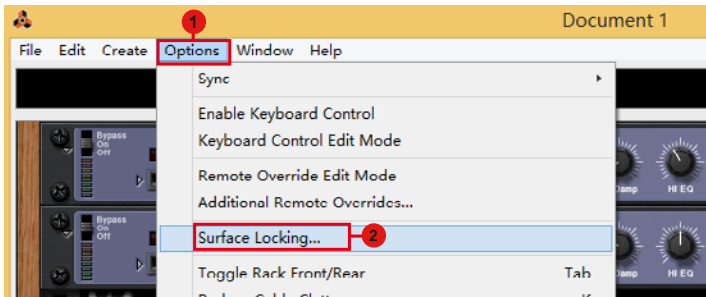 1
Document 1
File Edit Create Options Window Help
Sync
Enable Keyboard Control
Keyboard Control Edit Mode
Remote Override Edit Mode
Additional Remote Overrides...
Surface Locking... 2
Toggle Rack Front/Rear Tab
Bypass
On
Off
Damp HI EQ
Bypass
On
Off
Damp HI EQ